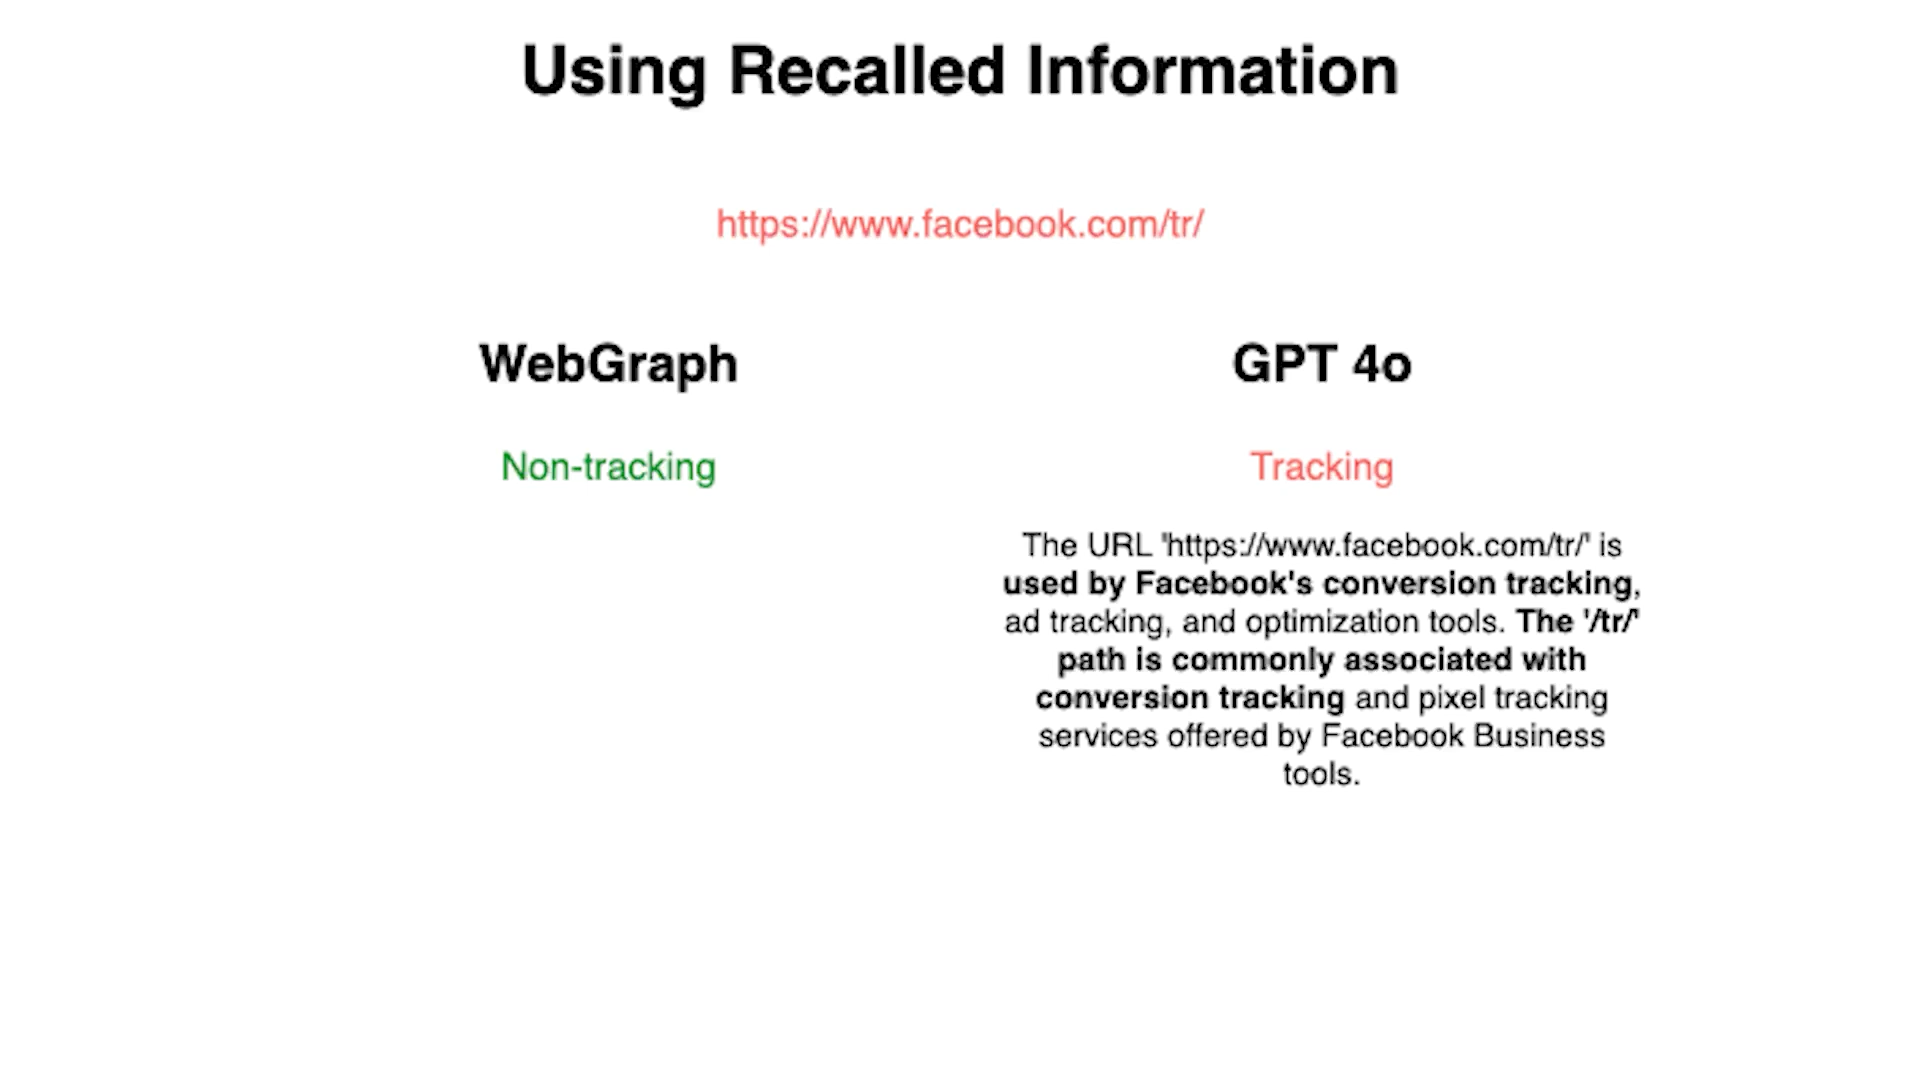 Using Recalled Information
https://www.facebook.com/tr/
WebGraph
GPT 4o
Non-tracking
Tracking
The URL 'https://www.facebook.com/tr/' is
used by Facebook's conversion tracking,
ad tracking, and optimization tools. The '/tr/'
path is commonly associated with
conversion tracking and pixel tracking
services offered by Facebook Business
tools.